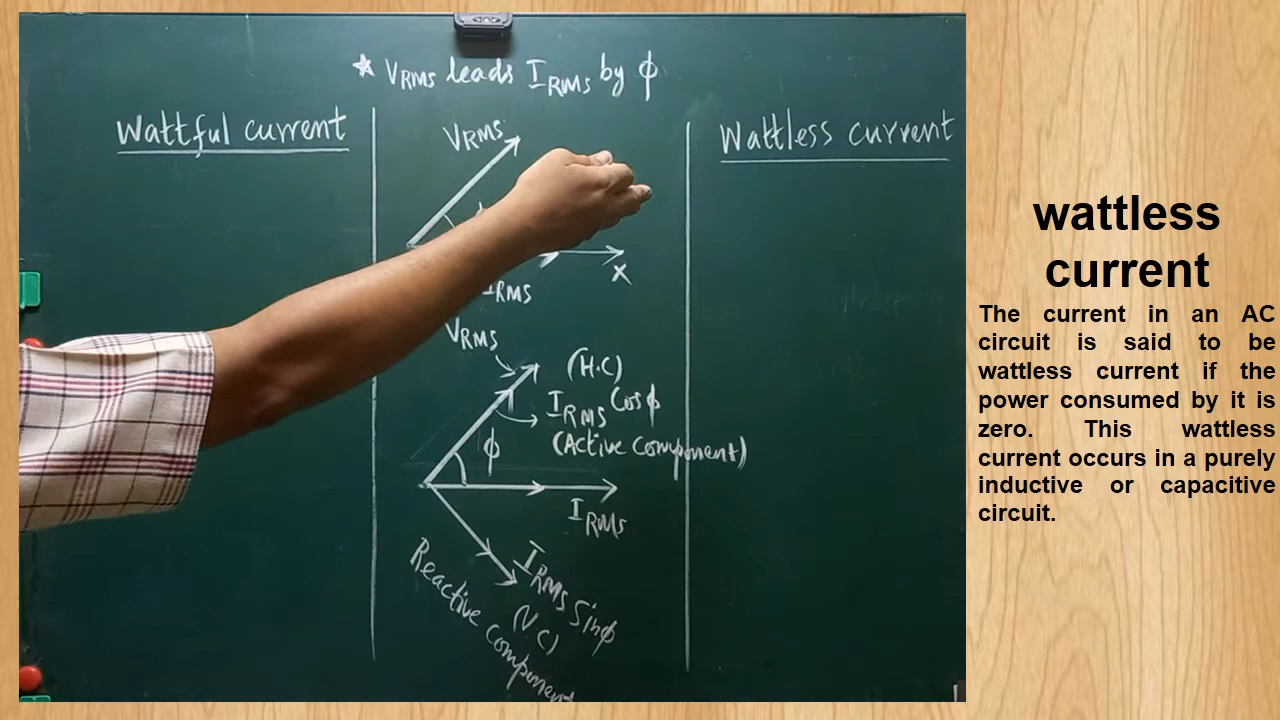 * VRMS leads IRMS by ϕ
Wattful current
Wattless current
VRMS
X
IRMS
VRMS
(H.C)
IRMS Cosϕ
(Active component)
ϕ
IRMS
IRMS Sinϕ
(V.C)
Reactive component
wattless
current
The current in an AC
circuit is said to be
wattless current if the
power consumed by it is
zero. This wattless
current occurs in a purely
inductive or capacitive
circuit.